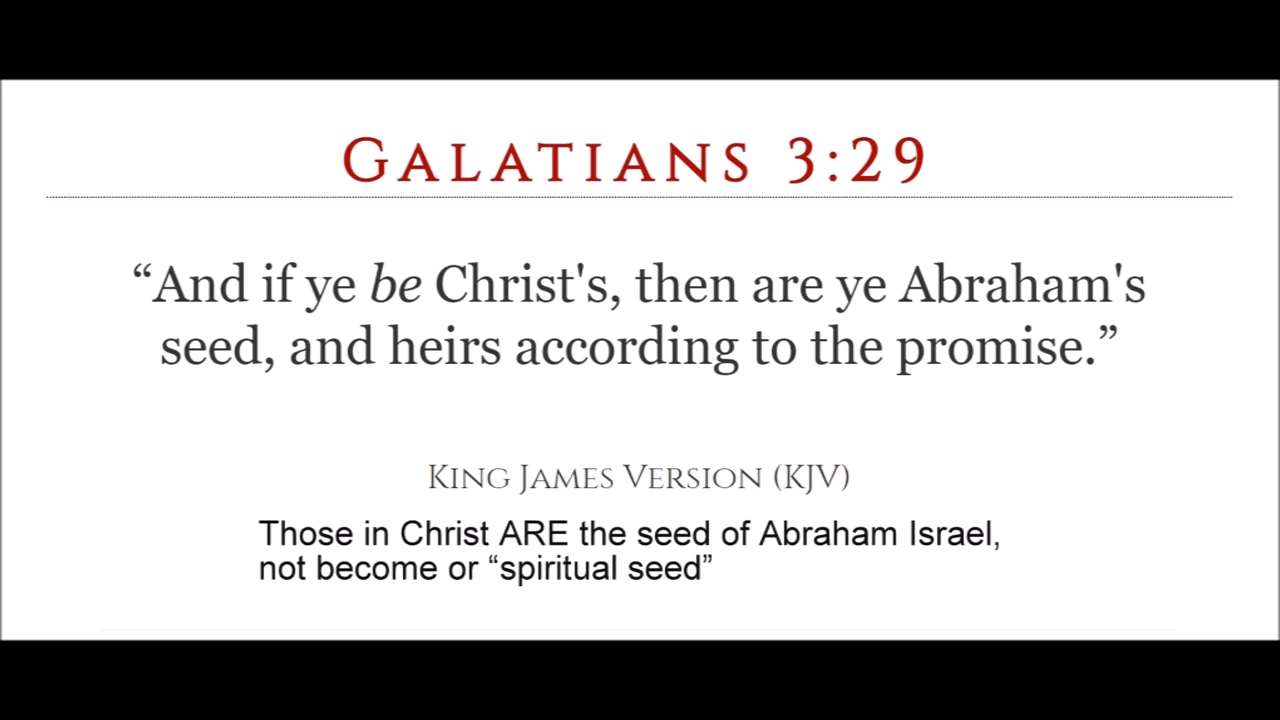 GALATIANS 3:29
“And if ye be Christ's, then are ye Abraham's
seed, and heirs according to the promise.”
KING JAMES VERSION (KJV)
Those in Christ ARE the seed of Abraham Israel,
not become or “spiritual seed”